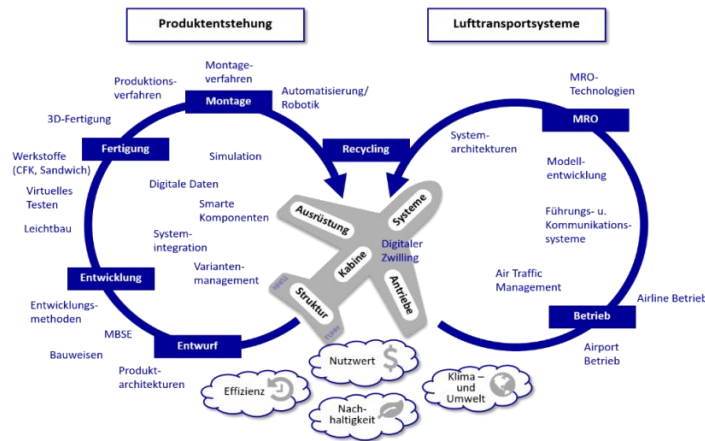 Produktentstehung
Lufttransportsysteme
Montage-
verfahren
Produktions-
verfahren
Automatisierung/
Robotik
Montage
3D-Fertigung
Fertigung
Recycling
Werkstoffe
(CFK, Sandwich)
Simulation
Virtuelles
Testen
Digitale Daten
Leichtbau
Smarte
Komponenten
System-
integration
Varianten-
management
Entwicklung
Entwicklungs-
methoden
MBSE
Entwurf
Bauweisen
Produkt-
architekturen
Ausrüstung
Systeme
Digitaler
Zwilling
Kabine
Struktur
Antriebe
MRO-
Technologien
MRO
System-
architekturen
Modell-
entwicklung
Führungs- u.
Kommunikations-
systeme
Air Traffic
Management
Airline Betrieb
Betrieb
Airport
Betrieb
Nutzwert
$
Effizienz
Klima –
und
Umwelt
Nach-
haltigkeit